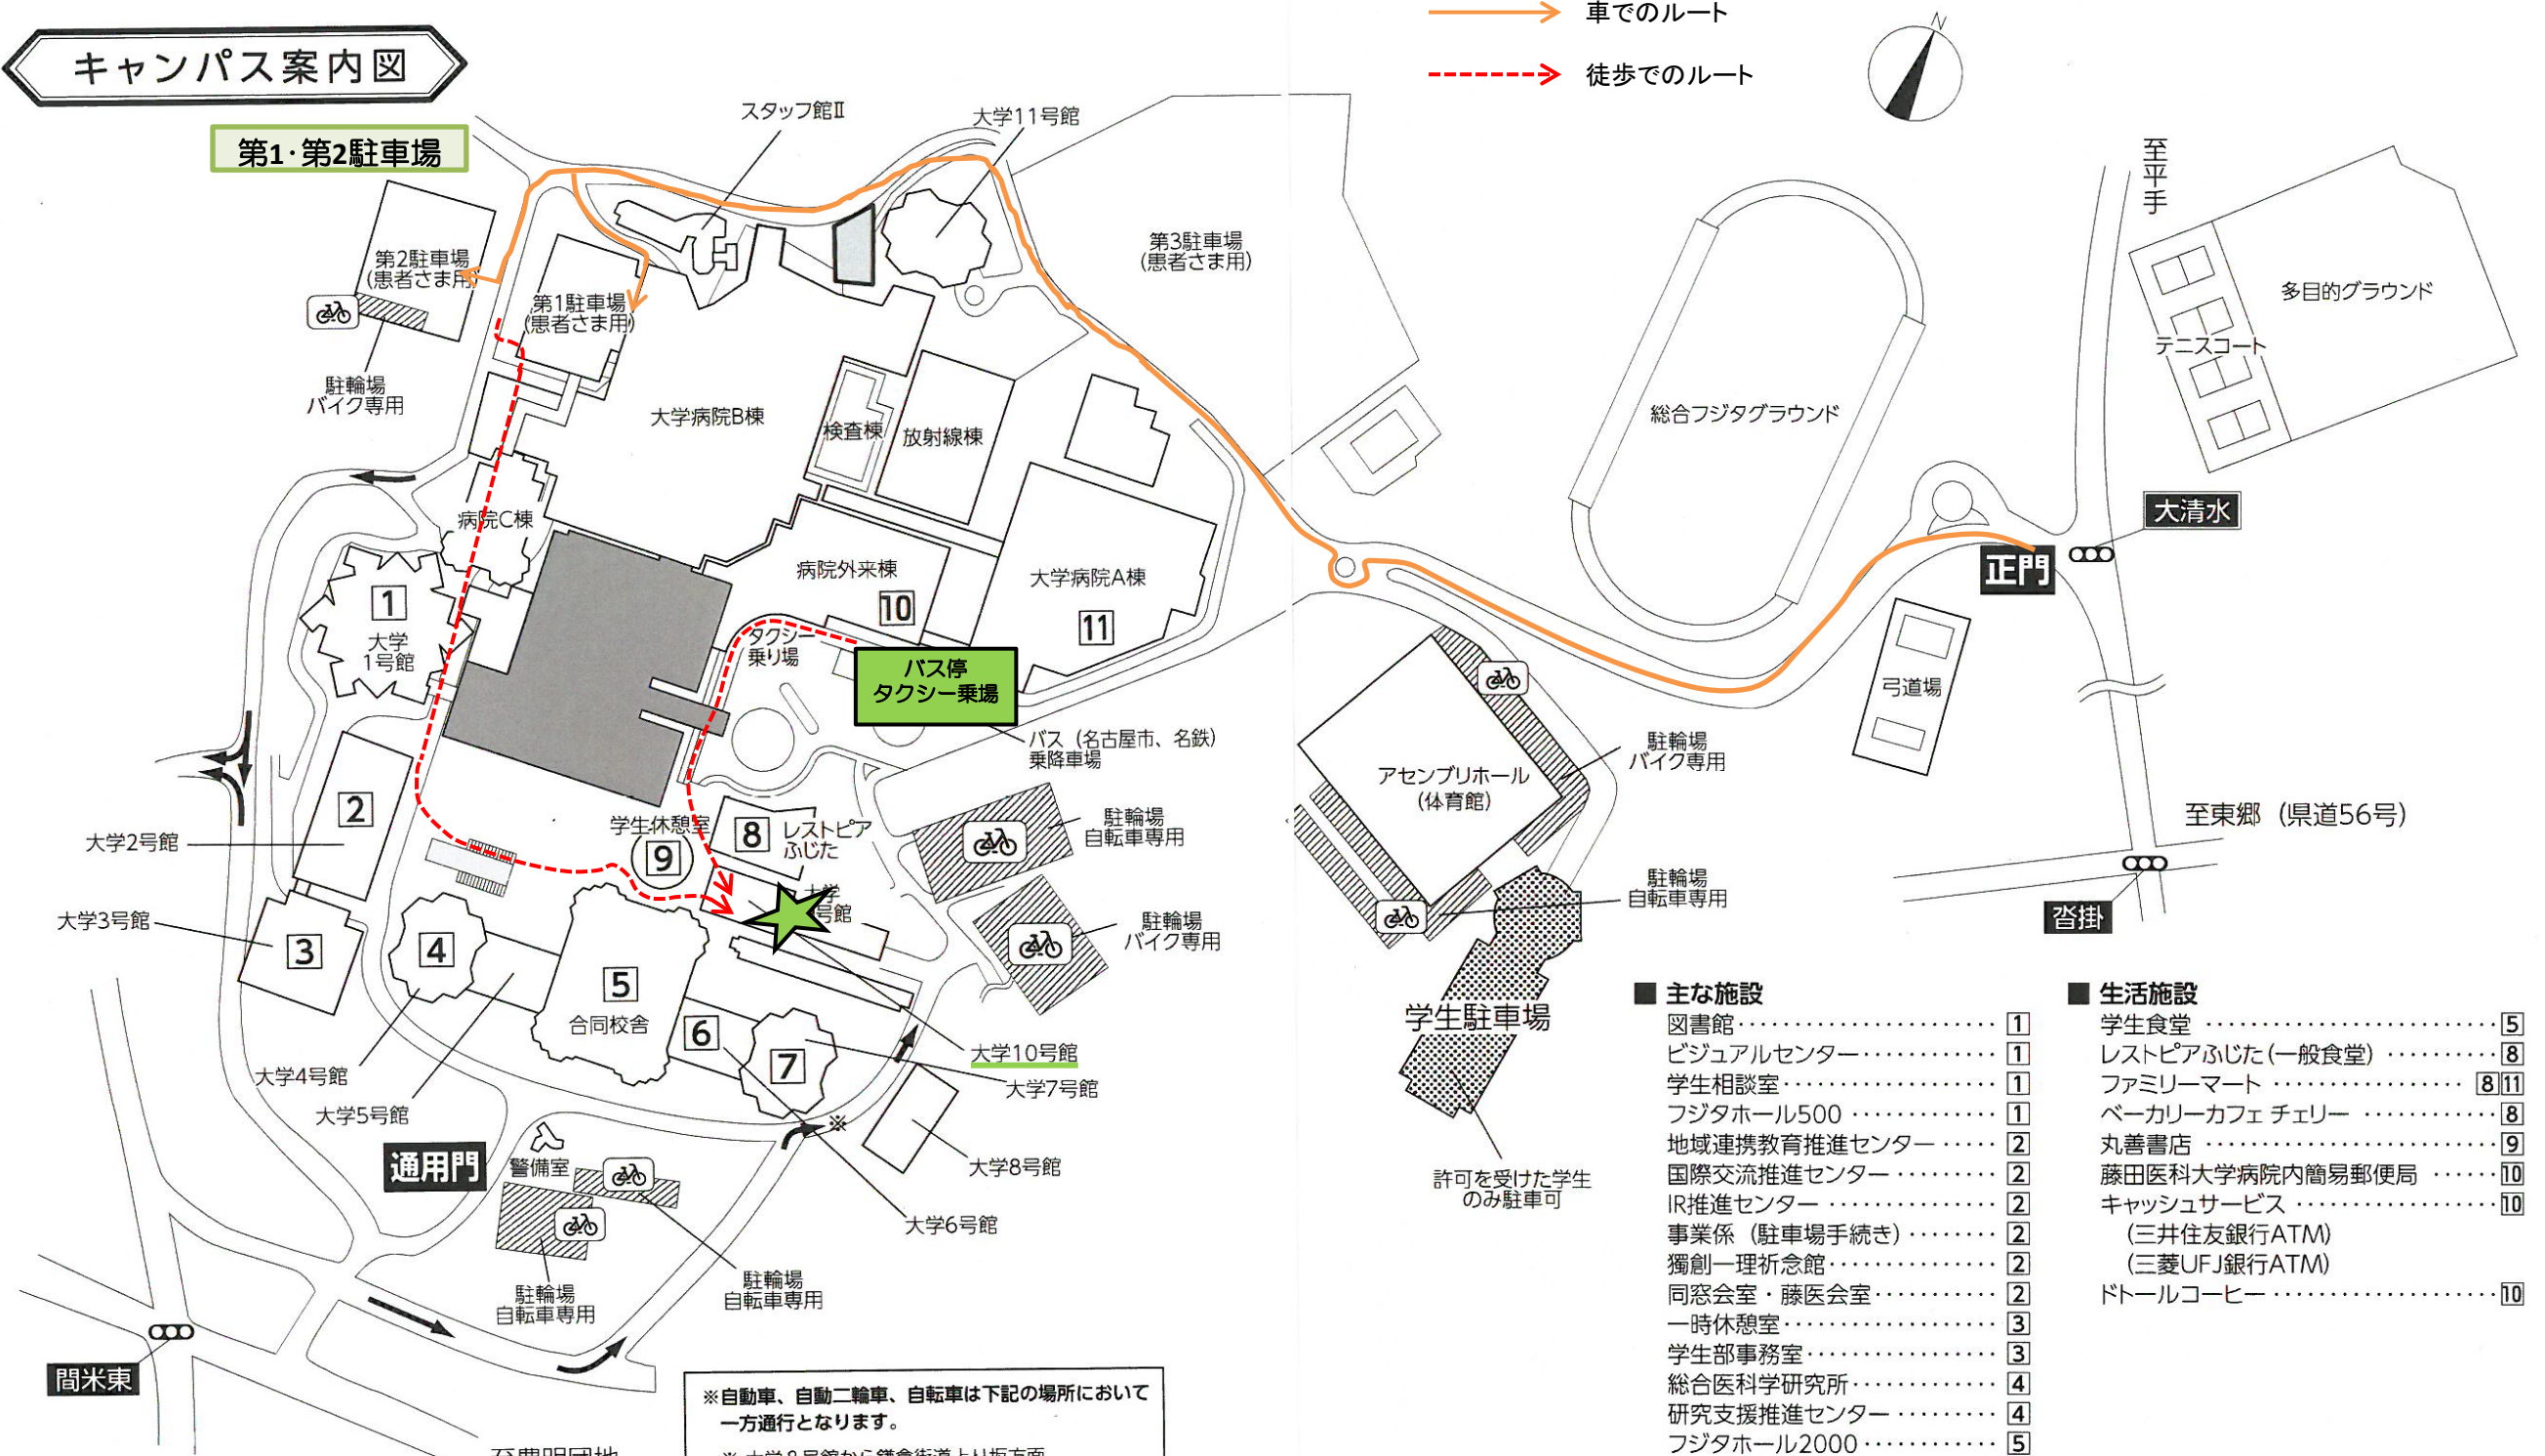 キャンパス案内図
車でのルート
徒歩でのルート
N
第1・第2駐車場
スタッフ館Ⅱ
大学11号館
第2駐車場
(患者さま用)
第1駐車場
(患者さま用)
第3駐車場
(患者さま用)
駐輪場
バイク専用
大学病院B棟
検査棟
放射線棟
病院C棟
病院外来棟
10
大学病院A棟
11
1
大学
1号館
タクシー
乗り場
バス停
タクシー乗場
バス（名古屋市、名鉄）
乗降車場
総合フジタグラウンド
至平手
テニスコート
多目的グラウンド
大清水
正門
弓道場
アセンブリホール
(体育館)
駐輪場
バイク専用
駐輪場
自転車専用
至東郷（県道56号）
沓掛
学生駐車場
許可を受けた学生
のみ駐車可
2
大学2号館
3
大学3号館
4
大学4号館
大学5号館
5
合同校舎
6
7
学生休憩室
9
8
レストピア
ふじた
大学
号館
駐輪場
自転車専用
駐輪場
バイク専用
大学10号館
大学7号館
大学8号館
大学6号館
※
通用門
警備室
駐輪場
自転車専用
駐輪場
自転車専用
間米東
至豊明団地
※自動車、自動二輪車、自転車は下記の場所において
一方通行となります。
※ 大学8号館から鎌倉街道上り坂方面
■ 主な施設
図書館 1
ビジュアルセンター 1
学生相談室 1
フジタホール500 1
地域連携教育推進センター 2
国際交流推進センター 2
IR推進センター 2
事業係（駐車場手続き） 2
獨創一理祈念館 2
同窓会室・藤医会室 2
一時休憩室 3
学生部事務室 3
総合医科学研究所 4
研究支援推進センター 4
フジタホール2000 5
■ 生活施設
学生食堂 5
レストピアふじた(一般食堂) 8
ファミリーマート 8 11
ベーカリーカフェ チェリー 8
丸善書店 9
藤田医科大学病院内簡易郵便局 10
キャッシュサービス 10
(三井住友銀行ATM)
(三菱UFJ銀行ATM)
ドトールコーヒー 10